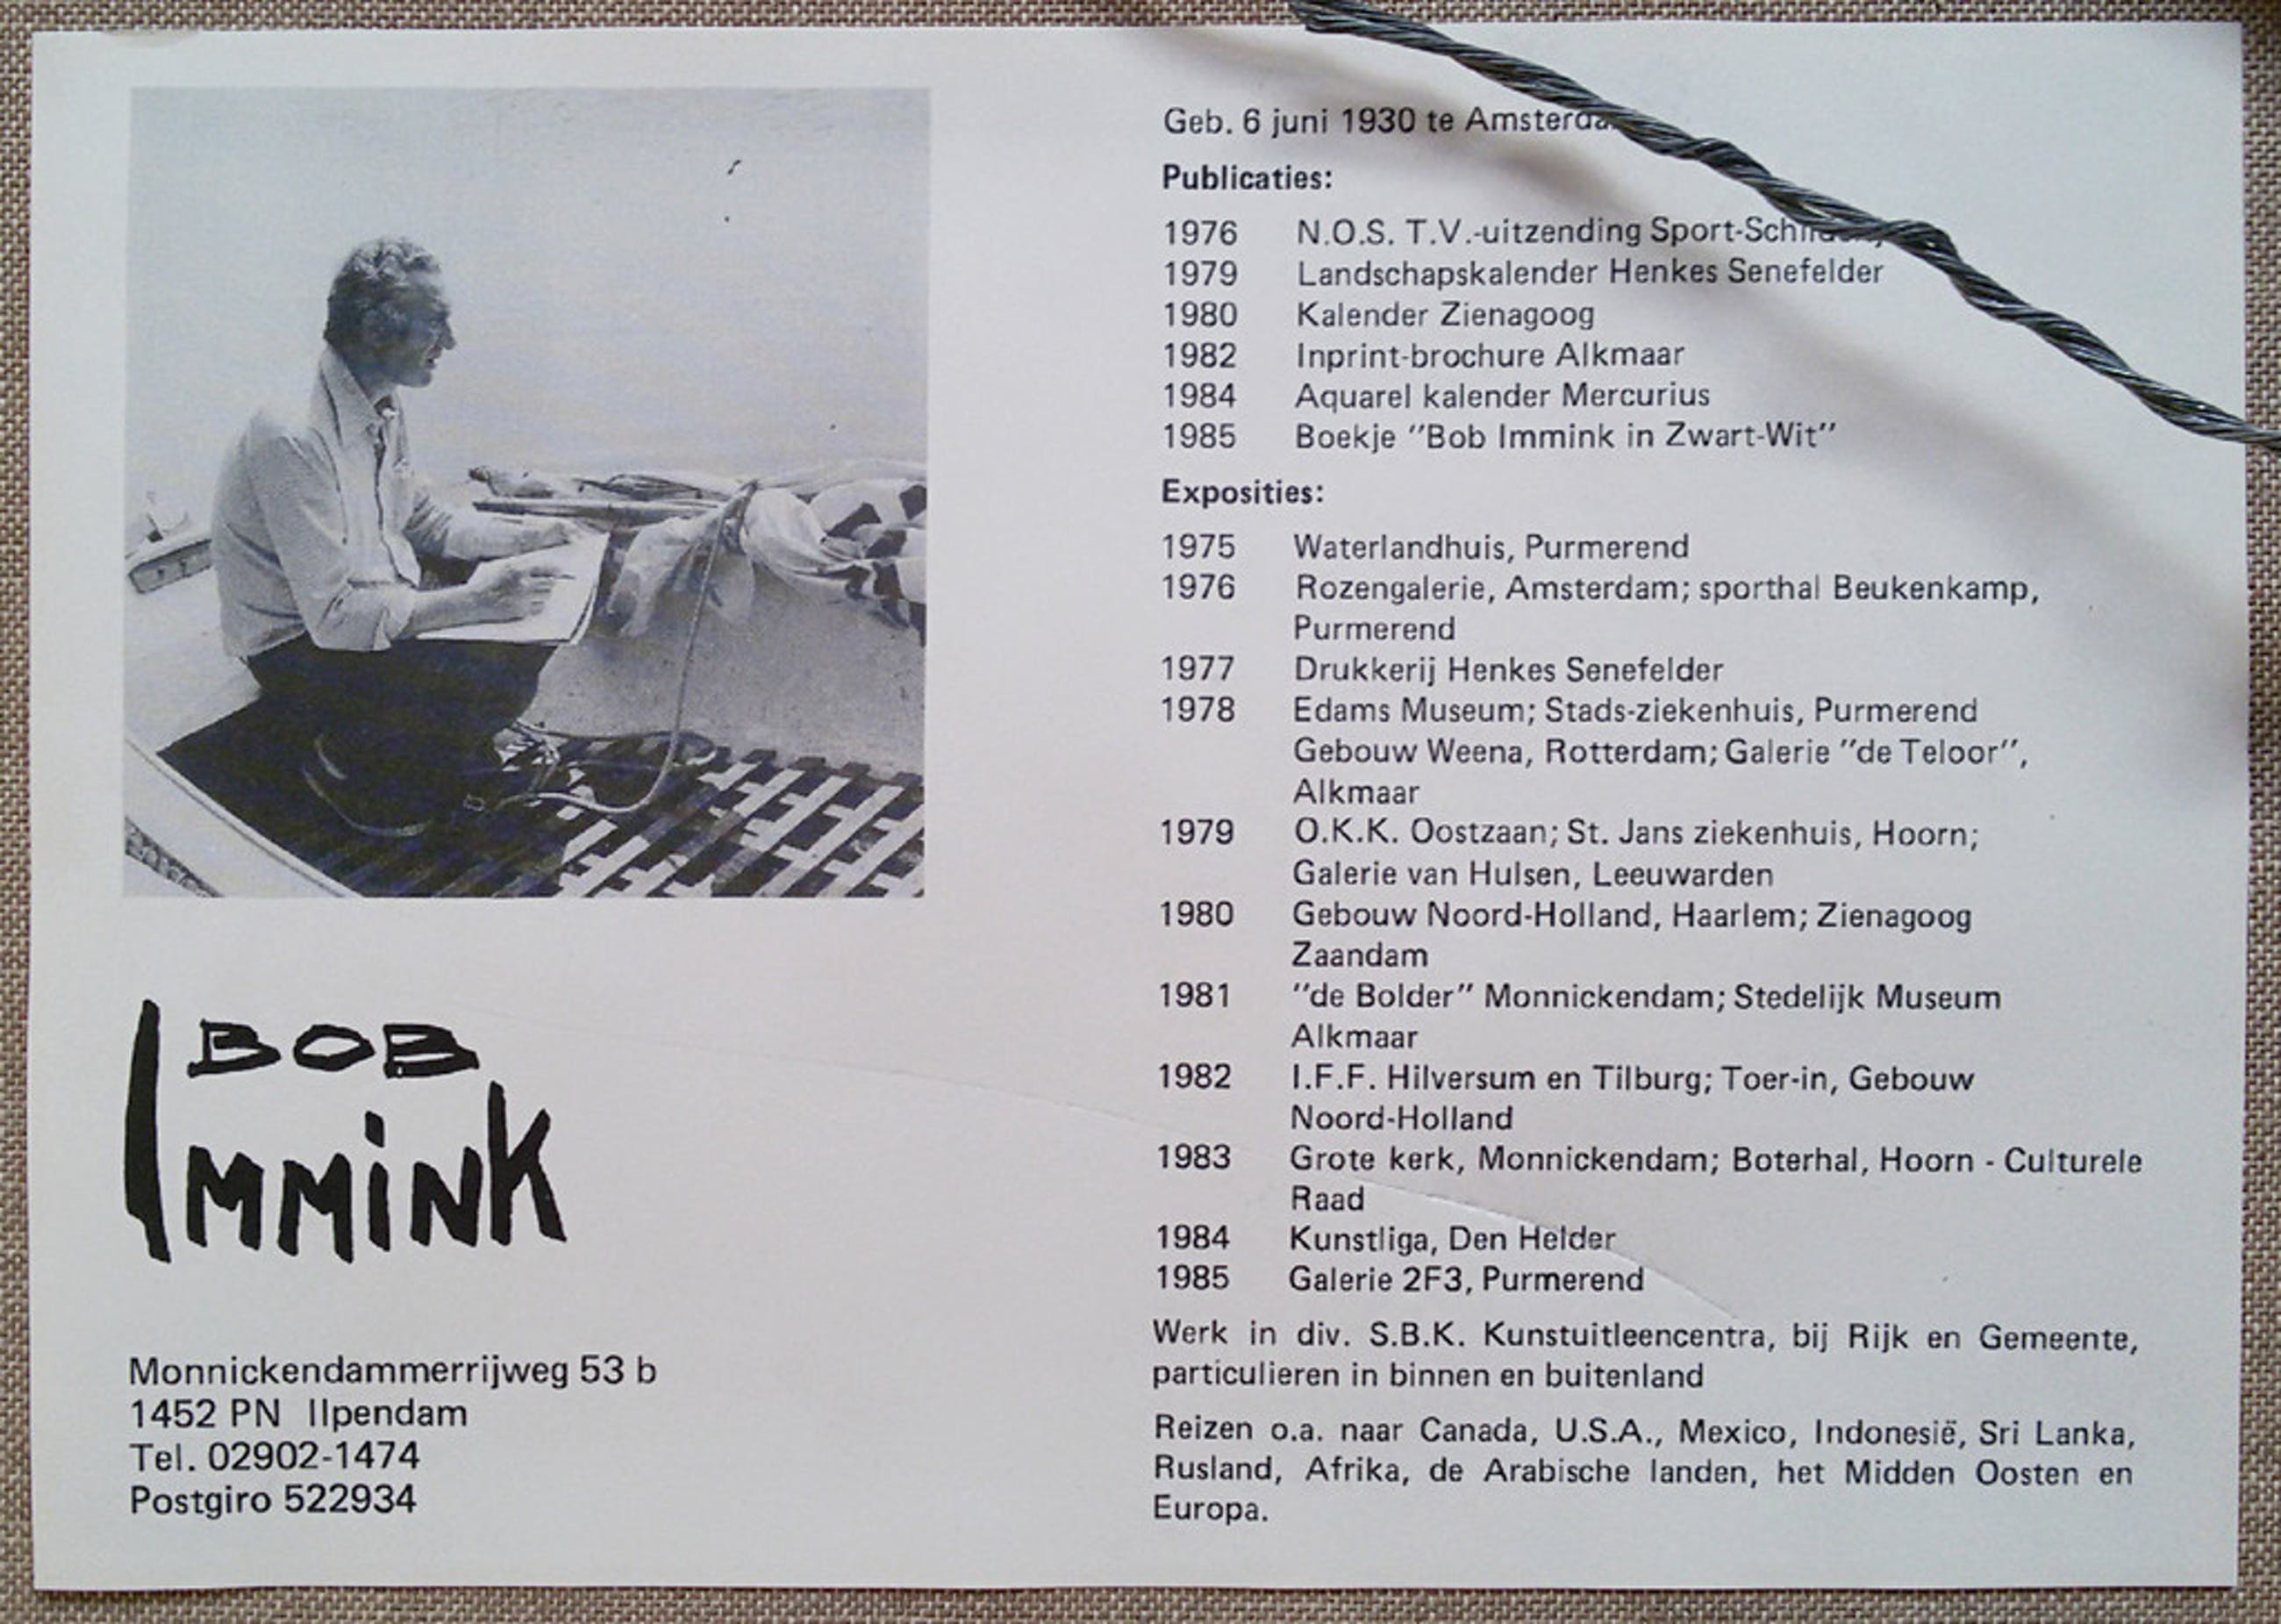 BOB
IMMINK
Monnickendammerrijweg 53 b
1452 PN Ilpendam
Tel. 02902-1474
Postgiro 522934
Geb. 6 juni 1930 te
Publicaties:
1976 N.O.S. T.V.-uitzending
1979 Landschapskalender Henkes Senefelder
1980 Kalender Zienagoog
1982 Inprint-brochure Alkmaar
1984 Aquarel kalender Mercurius
1985 Boekje "Bob Immink in Zwart-Wit"
Exposities:
1975 Waterlandhuis, Purmerend
1976 Rozengalerie, Amsterdam; sporthal Beukenkamp,
Purmerend
1977 Drukkerij Henkes Senefelder
1978 Edams Museum; Stads-ziekenhuis, Purmerend
Gebouw Weena, Rotterdam; Galerie "de Teloor",
Alkmaar
1979 O.K.K. Oostzaan; St. Jans ziekenhuis, Hoorn;
Galerie van Hulsen, Leeuwarden
1980 Gebouw Noord-Holland, Haarlem; Zienagoog
Zaandam
1981 "de Bolder" Monnickendam; Stedelijk Museum
Alkmaar
1982 I.F.F. Hilversum en Tilburg; Toer-in, Gebouw
Noord-Holland
1983 Grote kerk, Monnickendam; Boterhal, Hoorn - Culturele
Raad
1984 Kunstliga, Den Helder
1985 Galerie 2F3, Purmerend
Werk in div. S.B.K. Kunstuitleencentra, bij Rijk en Gemeente,
particulieren in binnen en buitenland
Reizen o.a. naar Canada, U.S.A., Mexico, Indonesië, Sri Lanka,
Rusland, Afrika, de Arabische landen, het Midden Oosten en
Europa.